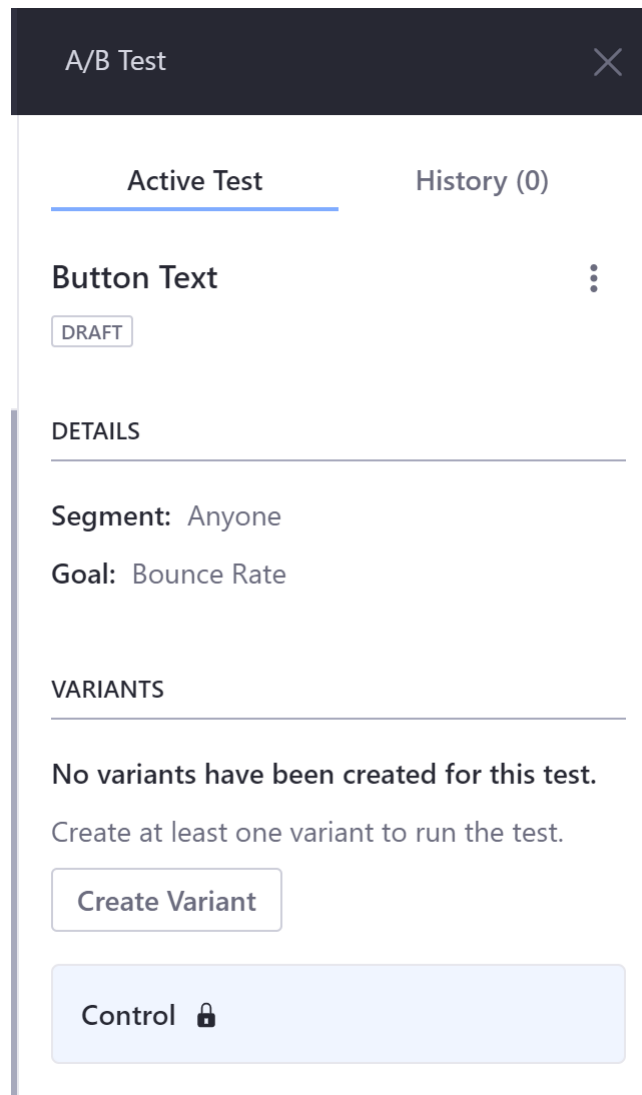 A/B Test
Active Test
History (0)
Button Text
DRAFT
DETAILS
Segment: Anyone
Goal: Bounce Rate
VARIANTS
No variants have been created for this test.
Create at least one variant to run the test.
Create Variant
Control